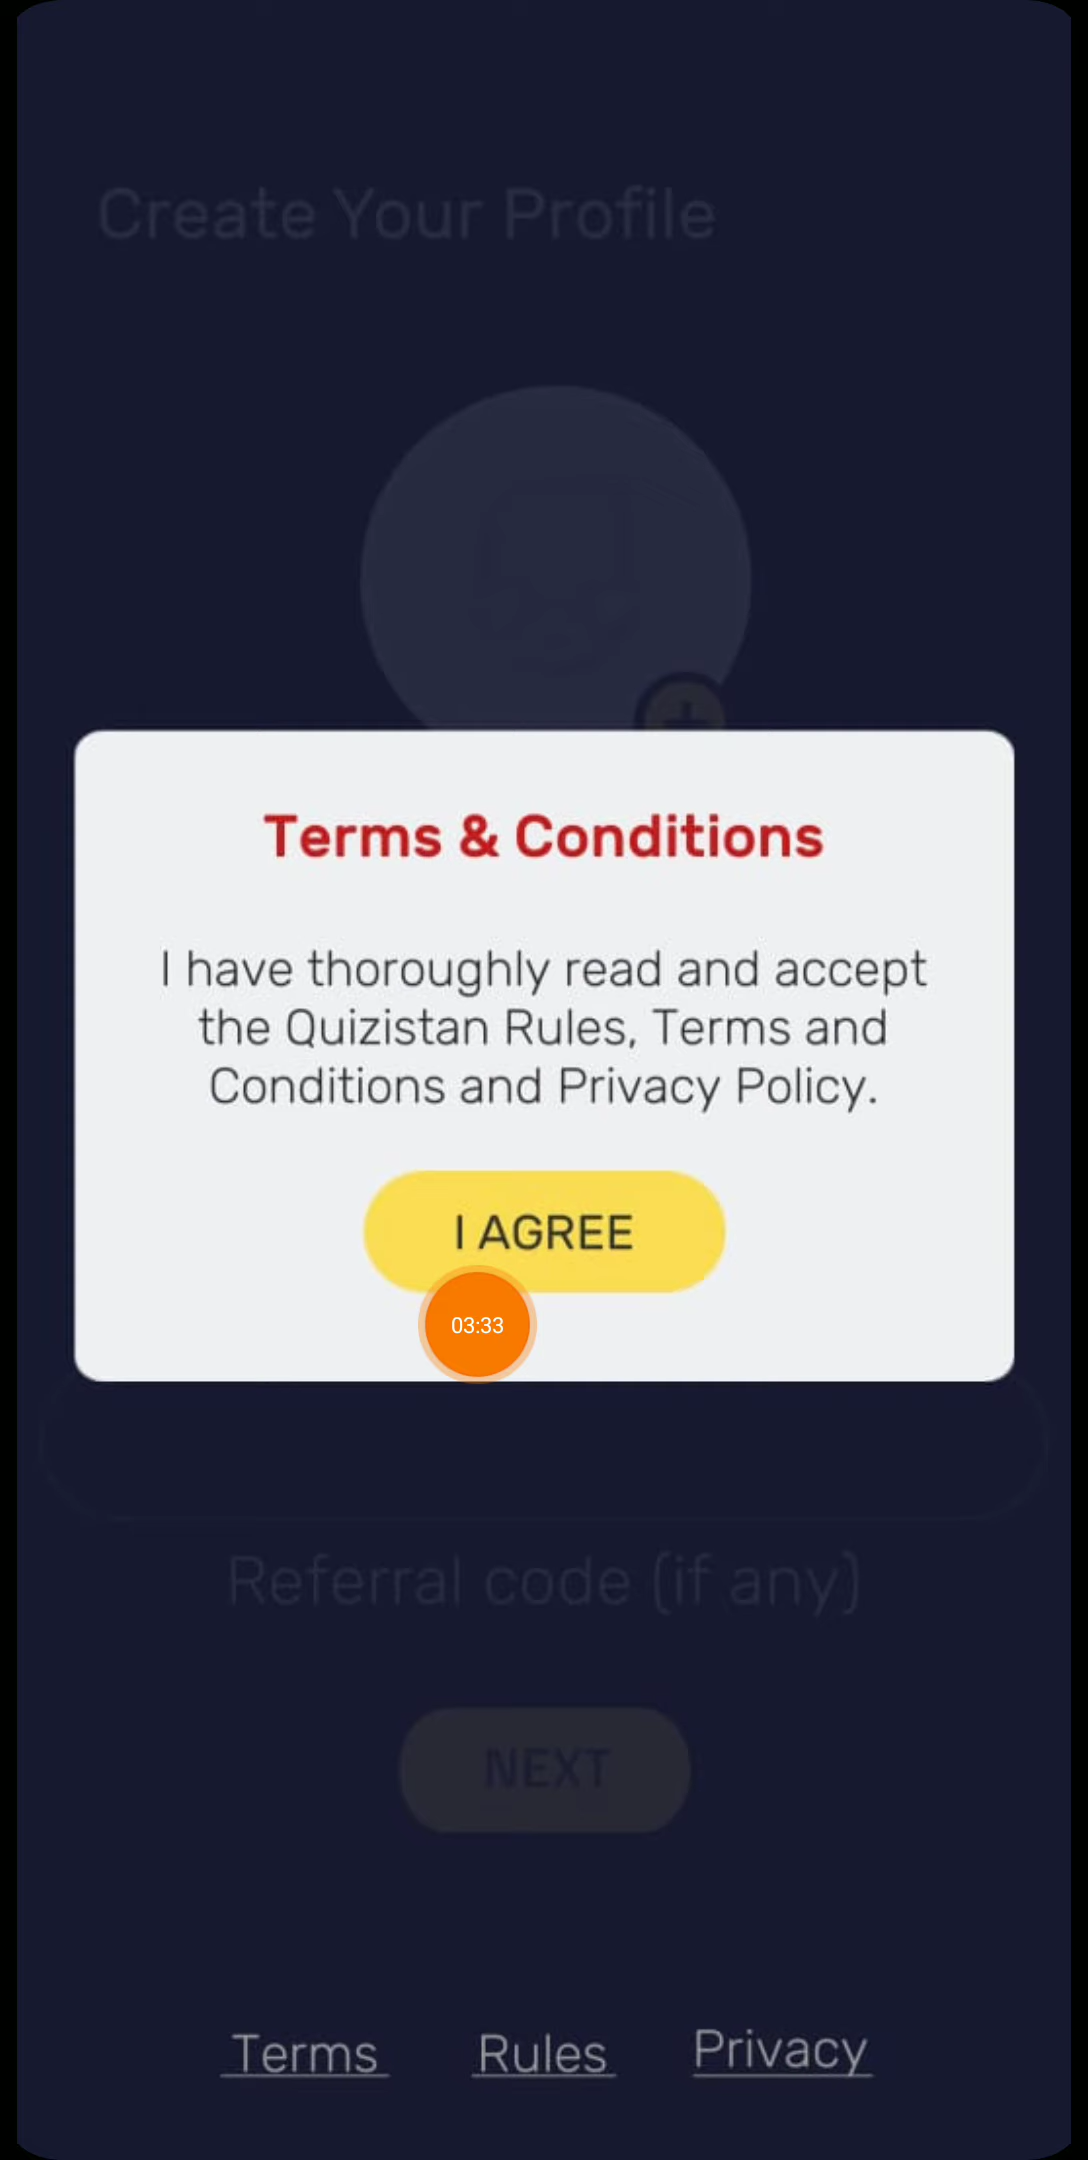 Create Your Profile
Terms & Conditions
I have thoroughly read and accept
the Quizistan Rules, Terms and
Conditions and Privacy Policy.
I AGREE
03:33
Referral code (if any)
NEXT
Terms Rules Privacy